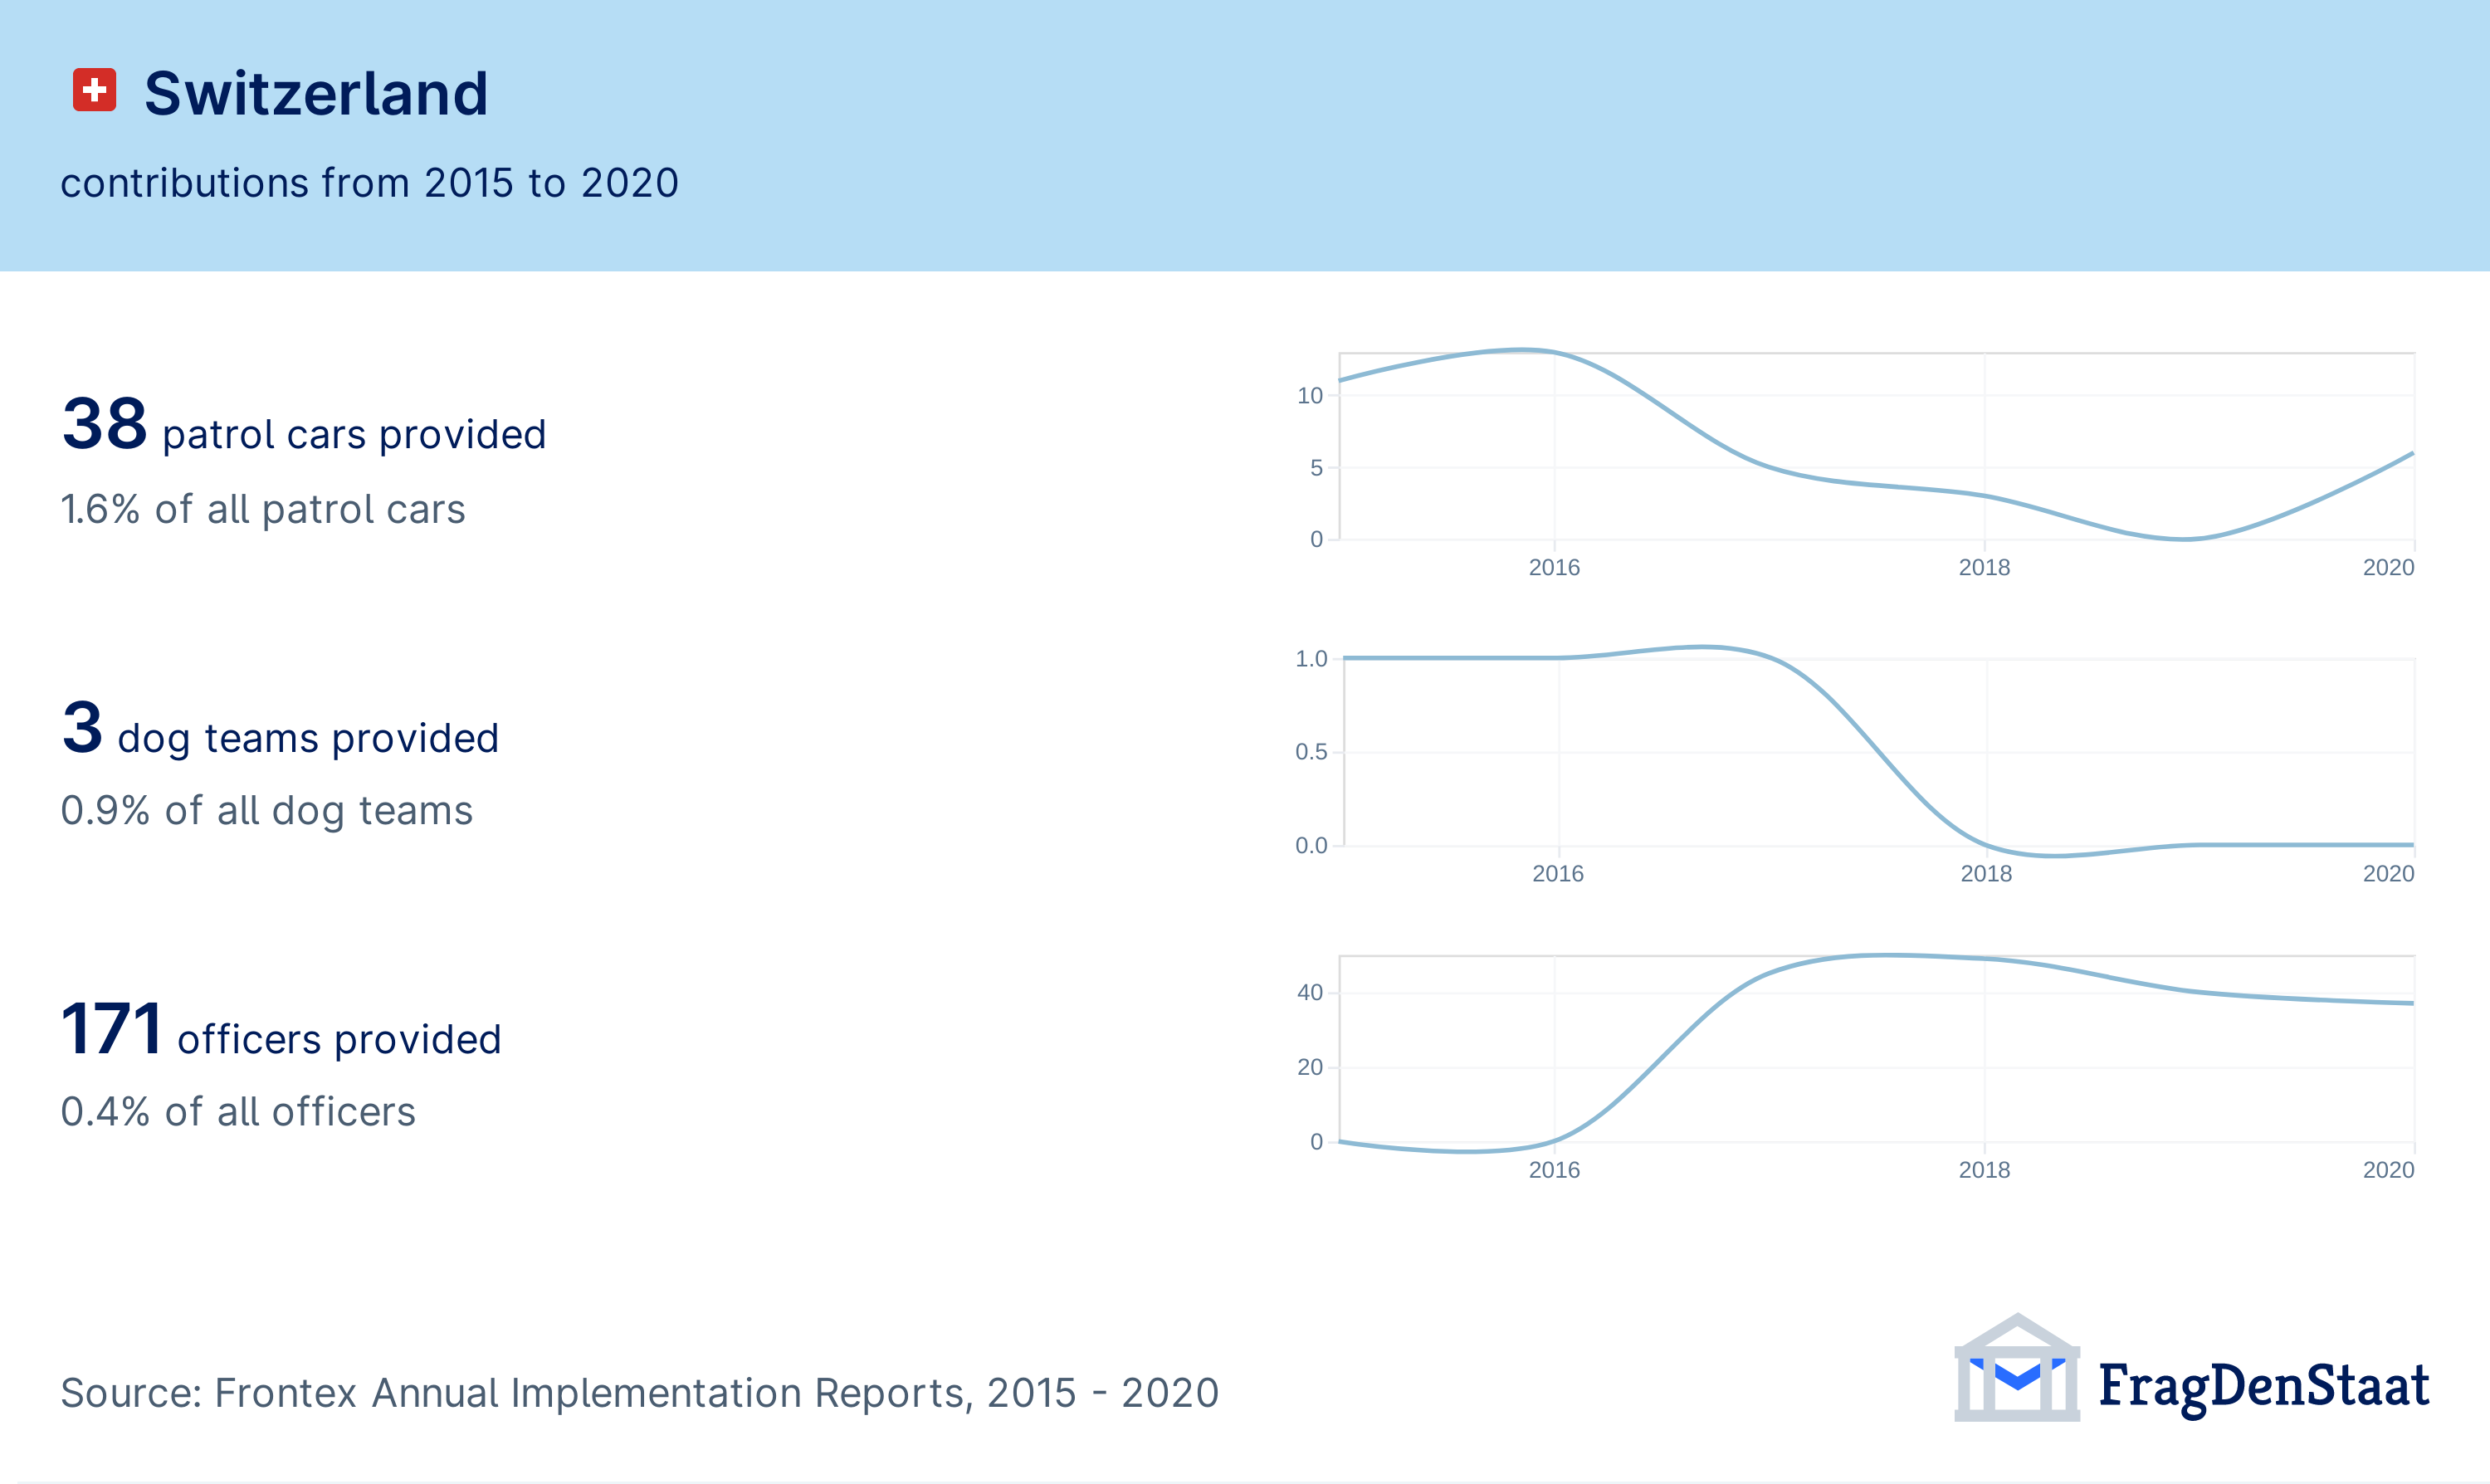 Switzerland
contributions from 2015 to 2020
38 patrol cars provided
1.6% of all patrol cars
10
5
0
2016 2018 2020
3 dog teams provided
0.9% of all dog teams
1.0
0.5
0.0
2016 2018 2020
171 officers provided
0.4% of all officers
40
20
0
2016 2018 2020
Source: Frontex Annual Implementation Reports, 2015 - 2020
FragDenStaat